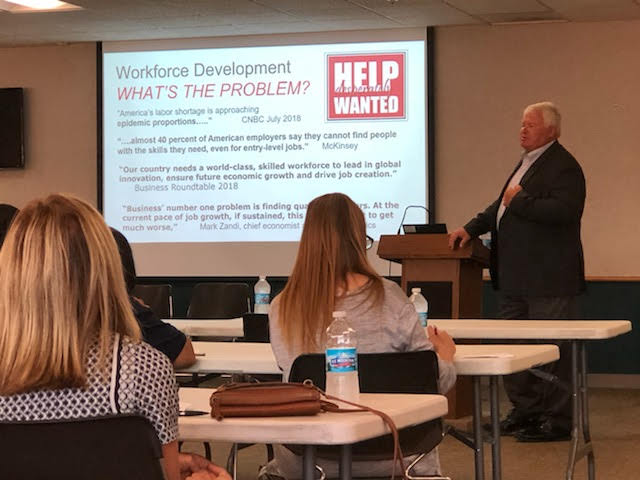 Workforce Development
WHAT'S THE PROBLEM?
HELP
desperately
WANTED
"America's labor shortage is approaching
epidemic proportions....." CNBC July 2018
"….almost 40 percent of American employers say they cannot find people
with the skills they need, even for entry-level jobs." McKinsey
"Our country needs a world-class, skilled workforce to lead in global
innovation, ensure future economic growth and drive job creation."
Business Roundtable 2018
"Business' number one problem is finding At the
current pace of job growth, if sustained, this to get
much worse," Mark Zandi, chief economist